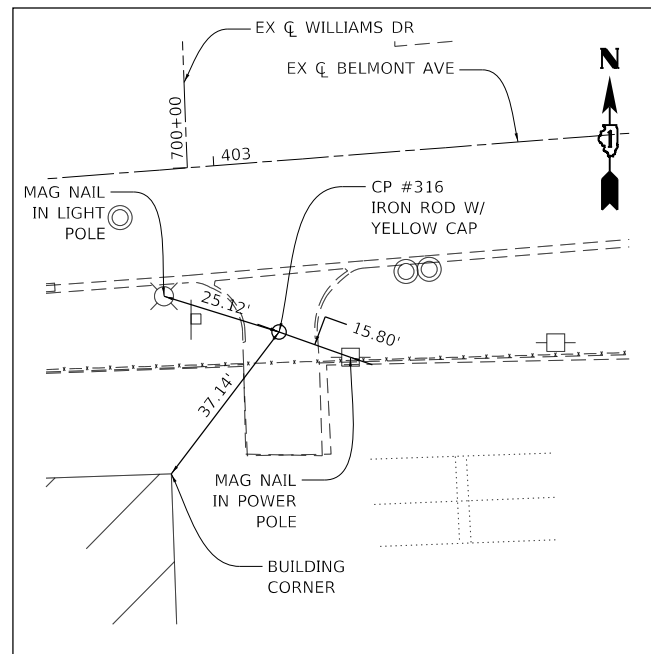 EX ℄ WILLIAMS DR
EX ℄ BELMONT AVE
N
700+00
403
MAG NAIL
IN LIGHT
POLE
CP #316
IRON ROD W/
YELLOW CAP
25.12'
15.80'
37.14'
MAG NAIL
IN POWER
POLE
BUILDING
CORNER